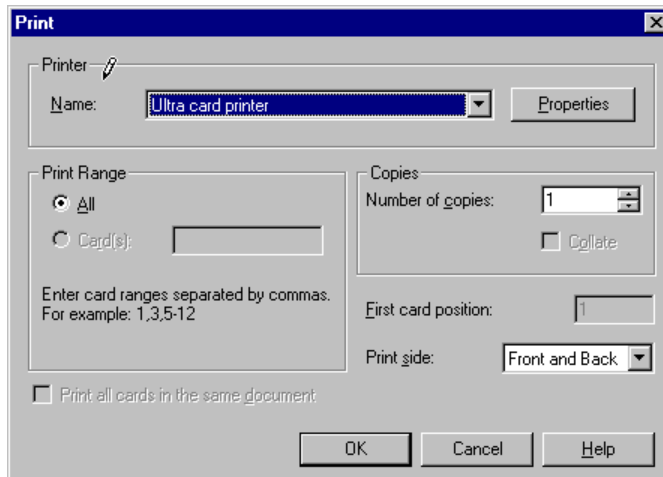 Print
Printer
Name: Ultra card printer Properties
Print Range
All
Card(s):
Enter card ranges separated by commas.
For example: 1,3,5-12
Copies
Number of copies: 1
Collate
First card position: 1
Print side: Front and Back
Print all cards in the same document
OK Cancel Help